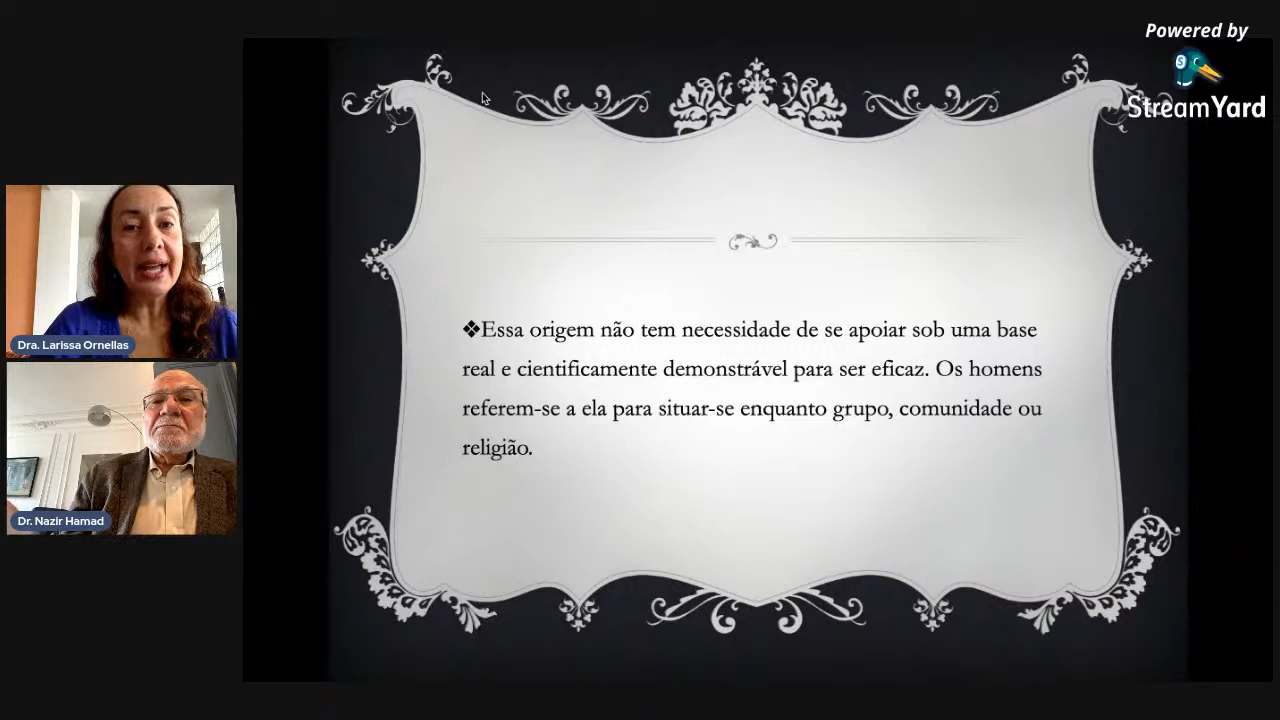 Powered by
StreamYard
❖Essa origem não tem necessidade de se apoiar sob uma base
real e cientificamente demonstrável para ser eficaz. Os homens
referem-se a ela para situar-se enquanto grupo, comunidade ou
religião.
Dra. Larissa Ornellas
Dr. Nazir Hamad